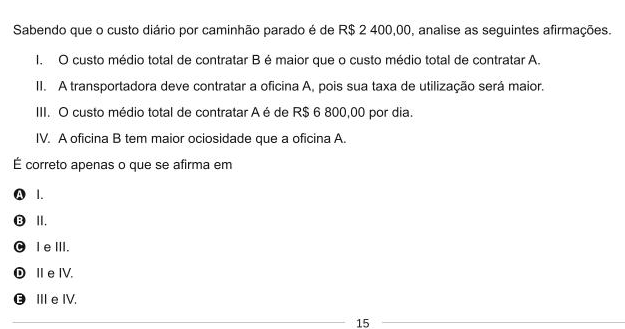 Sabendo que o custo diário por caminhão parado é de R$ 2 400,00, analise as seguintes afirmações.
I. O custo médio total de contratar B é maior que o custo médio total de contratar A.
II. A transportadora deve contratar a oficina A, pois sua taxa de utilização será maior.
III. O custo médio total de contratar A é de R$ 6 800,00 por dia.
IV. A oficina B tem maior ociosidade que a oficina A.
É correto apenas o que se afirma em
A I.
B II.
C I e III.
D II e IV.
E III e IV.
15